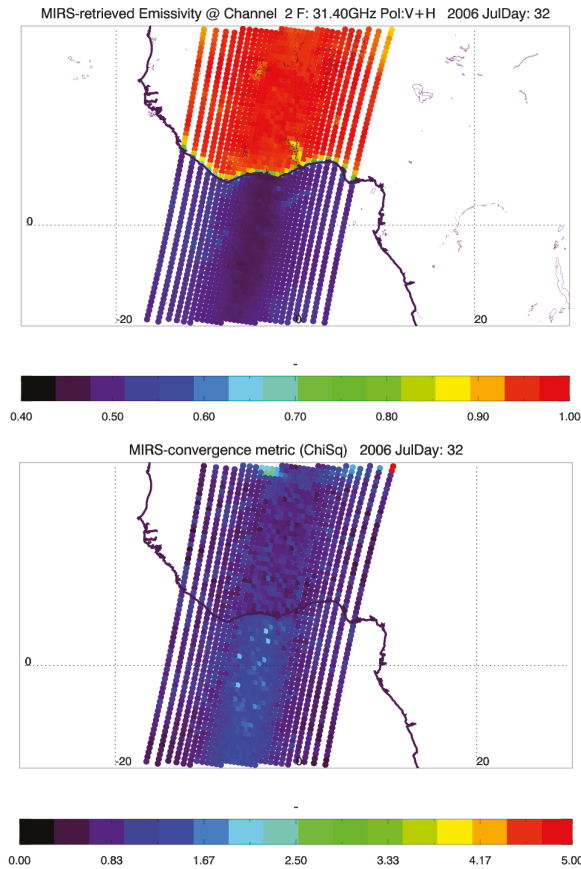 MIRS-retrieved Emissivity @ Channel 2 F: 31.40GHz Pol:V+H 2006 JulDay: 32
0
-20 0 20
-
0.40 0.50 0.60 0.70 0.80 0.90 1.00
MIRS-convergence metric (ChiSq) 2006 JulDay: 32
0
-20 0 20
-
0.00 0.83 1.67 2.50 3.33 4.17 5.00